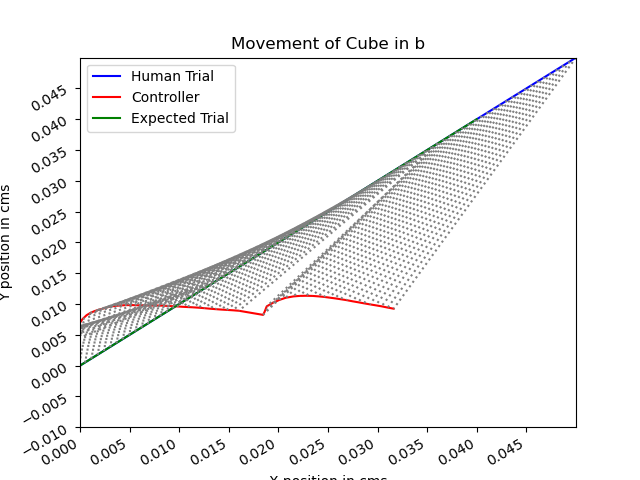 Movement of Cube in b
Human Trial
Controller
Expected Trial
Y position in cms
0.045
0.040
0.035
0.030
0.025
0.020
0.015
0.010
0.005
0.000
−0.005
−0.010
0.000 0.005 0.010 0.015 0.020 0.025 0.030 0.035 0.040 0.045
X position in cms